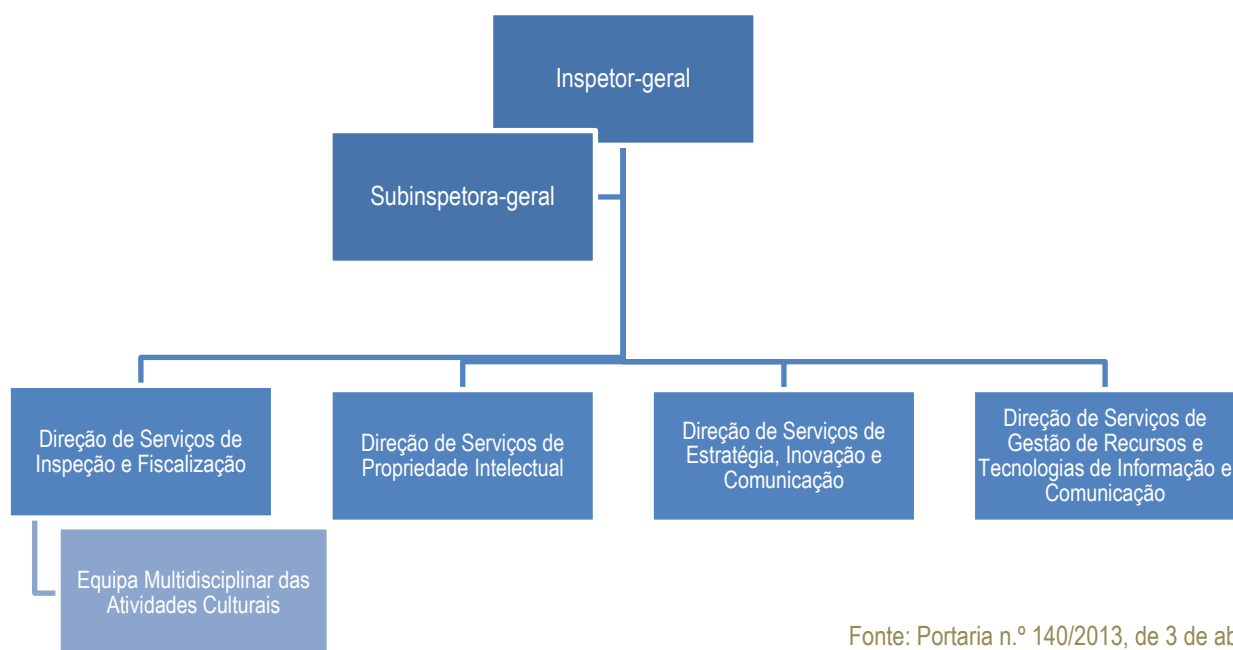 Inspetor-geral
Subinspetora-geral
Direção de Serviços de
Inspeção e Fiscalização
Direção de Serviços de
Propriedade Intelectual
Direção de Serviços de
Estratégia, Inovação e
Comunicação
Direção de Serviços de
Gestão de Recursos e
Tecnologias de Informação e
Comunicação
Equipa Multidisciplinar das
Atividades Culturais
Fonte: Portaria n.º 140/2013, de 3 de ab